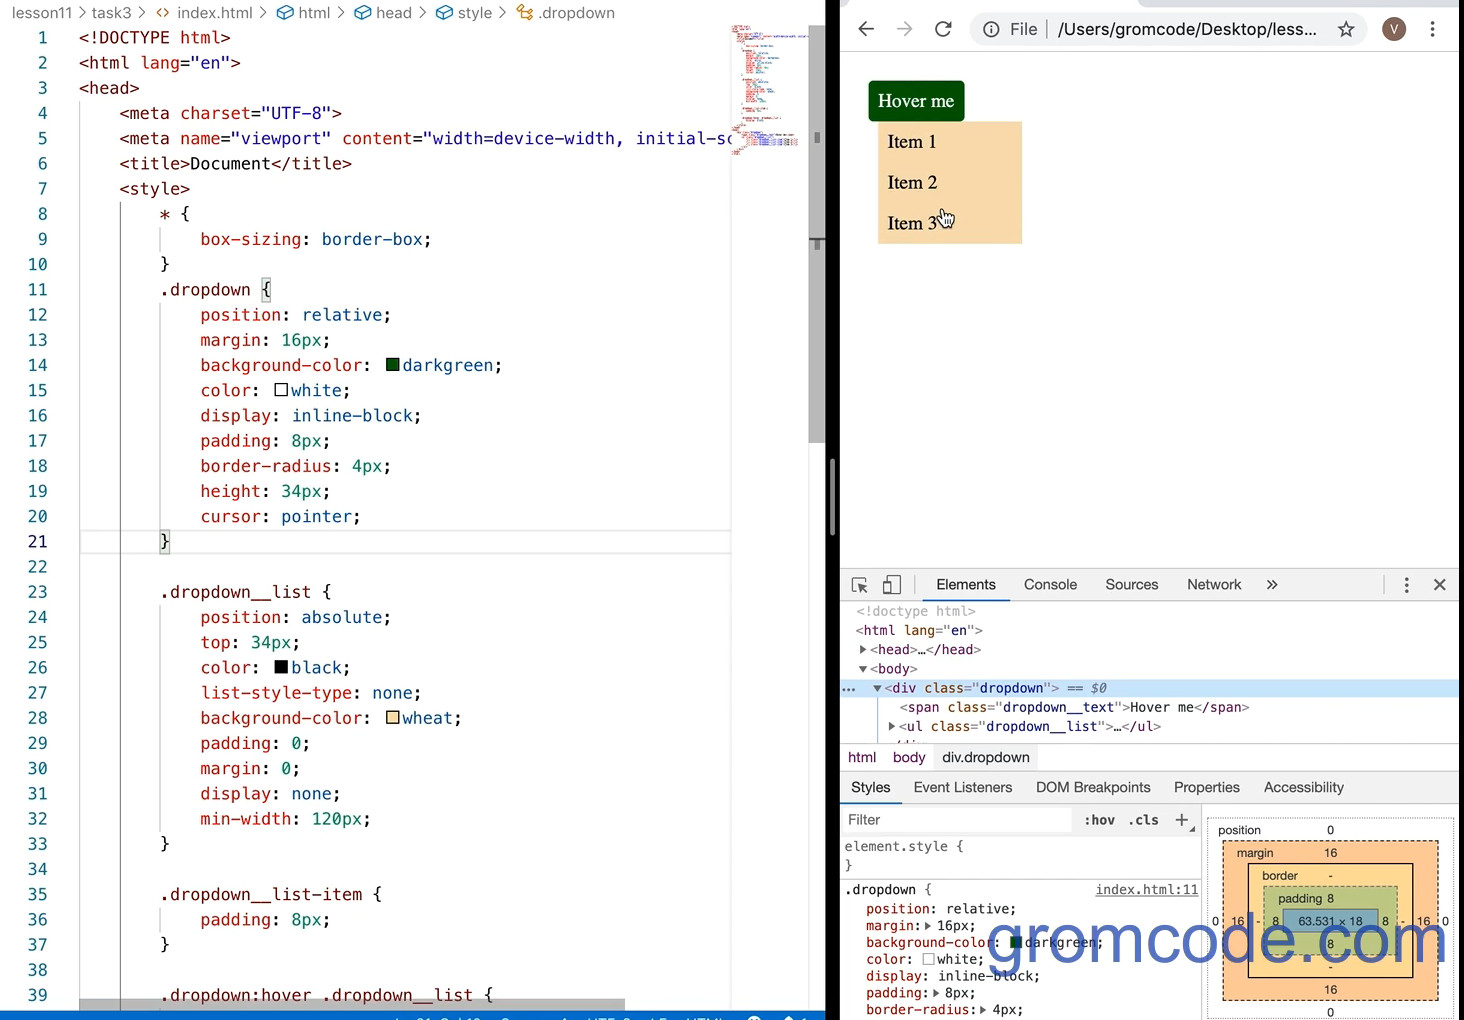 lesson11 > task3 > <> index.html > html > head > style > .dropdown
1 <!DOCTYPE html>
2 <html lang="en">
3 <head>
4 <meta charset="UTF-8">
5 <meta name="viewport" content="width=device-width, initial-sc
6 <title>Document</title>
7 <style>
8 * {
9 box-sizing: border-box;
10 }
11 .dropdown {
12 position: relative;
13 margin: 16px;
14 background-color: darkgreen;
15 color: white;
16 display: inline-block;
17 padding: 8px;
18 border-radius: 4px;
19 height: 34px;
20 cursor: pointer;
21 }
22
23 .dropdown__list {
24 position: absolute;
25 top: 34px;
26 color: black;
27 list-style-type: none;
28 background-color: wheat;
29 padding: 0;
30 margin: 0;
31 display: none;
32 min-width: 120px;
33 }
34
35 .dropdown__list-item {
36 padding: 8px;
37 }
38
39 .dropdown:hover .dropdown__list {
File | /Users/gromcode/Desktop/less... V
Hover me
Item 1
Item 2
Item 3
Elements Console Sources Network »
<!doctype html>
<html lang="en">
<head>…</head>
<body>
… <div class="dropdown"> == $0
<span class="dropdown__text">Hover me</span>
<ul class="dropdown__list">…</ul>
html body div.dropdown
Styles Event Listeners DOM Breakpoints Properties Accessibility
Filter :hov .cls +
element.style {
}
.dropdown { index.html:11
position: relative;
margin: 16px;
background-color: darkgreen;
color: white;
display: inline-block;
padding: 8px;
border-radius: 4px;
position 0
margin 16
border -
padding 8
0 16 - 8 63.531 × 18 8 - 16 0
8
-
16
0
gromcode.com